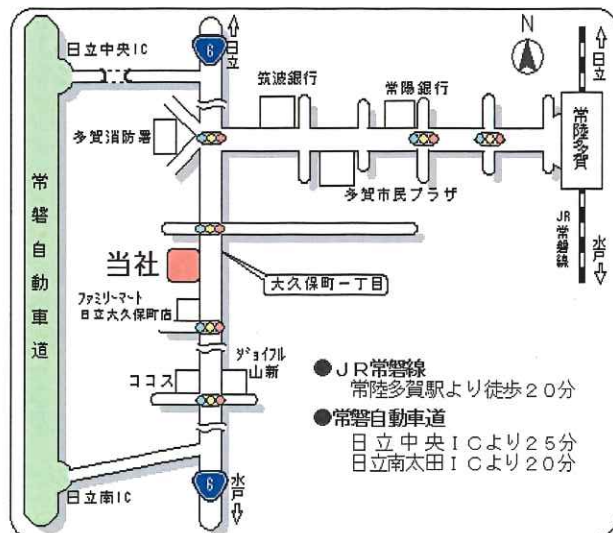 6
日立
N
日立
日立中央IC
筑波銀行
常陽銀行
多賀消防署
常陸多賀
多賀市民プラザ
常磐自動車道
JR常磐線
水戸
当社
大久保町一丁目
ファミリーマート
日立大久保町店
ジョイフル
山新
ココス
●JR常磐線
常陸多賀駅より徒歩20分
●常磐自動車道
日立中央ICより25分
日立南太田ICより20分
日立南IC
6
水戸